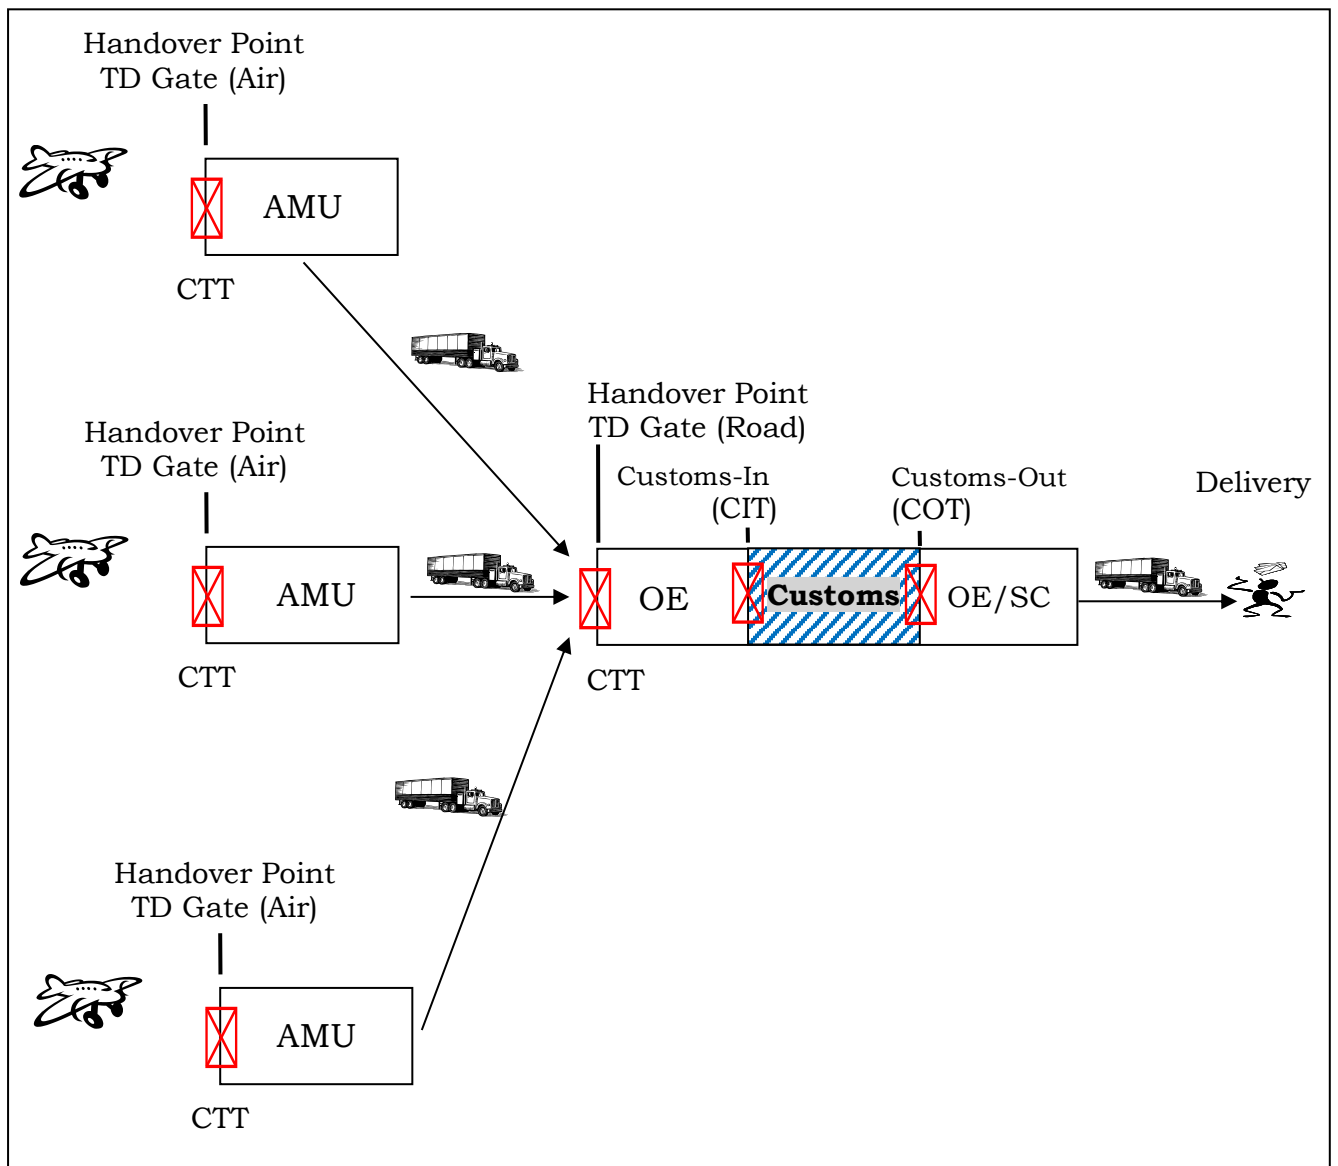 Handover Point
TD Gate (Air)
AMU
CTT
Handover Point
TD Gate (Road)
Handover Point
TD Gate (Air)
Customs-In
(CIT)
Customs-Out
(COT)
Delivery
AMU
OE
Customs
OE/SC
CTT
CTT
Handover Point
TD Gate (Air)
AMU
CTT